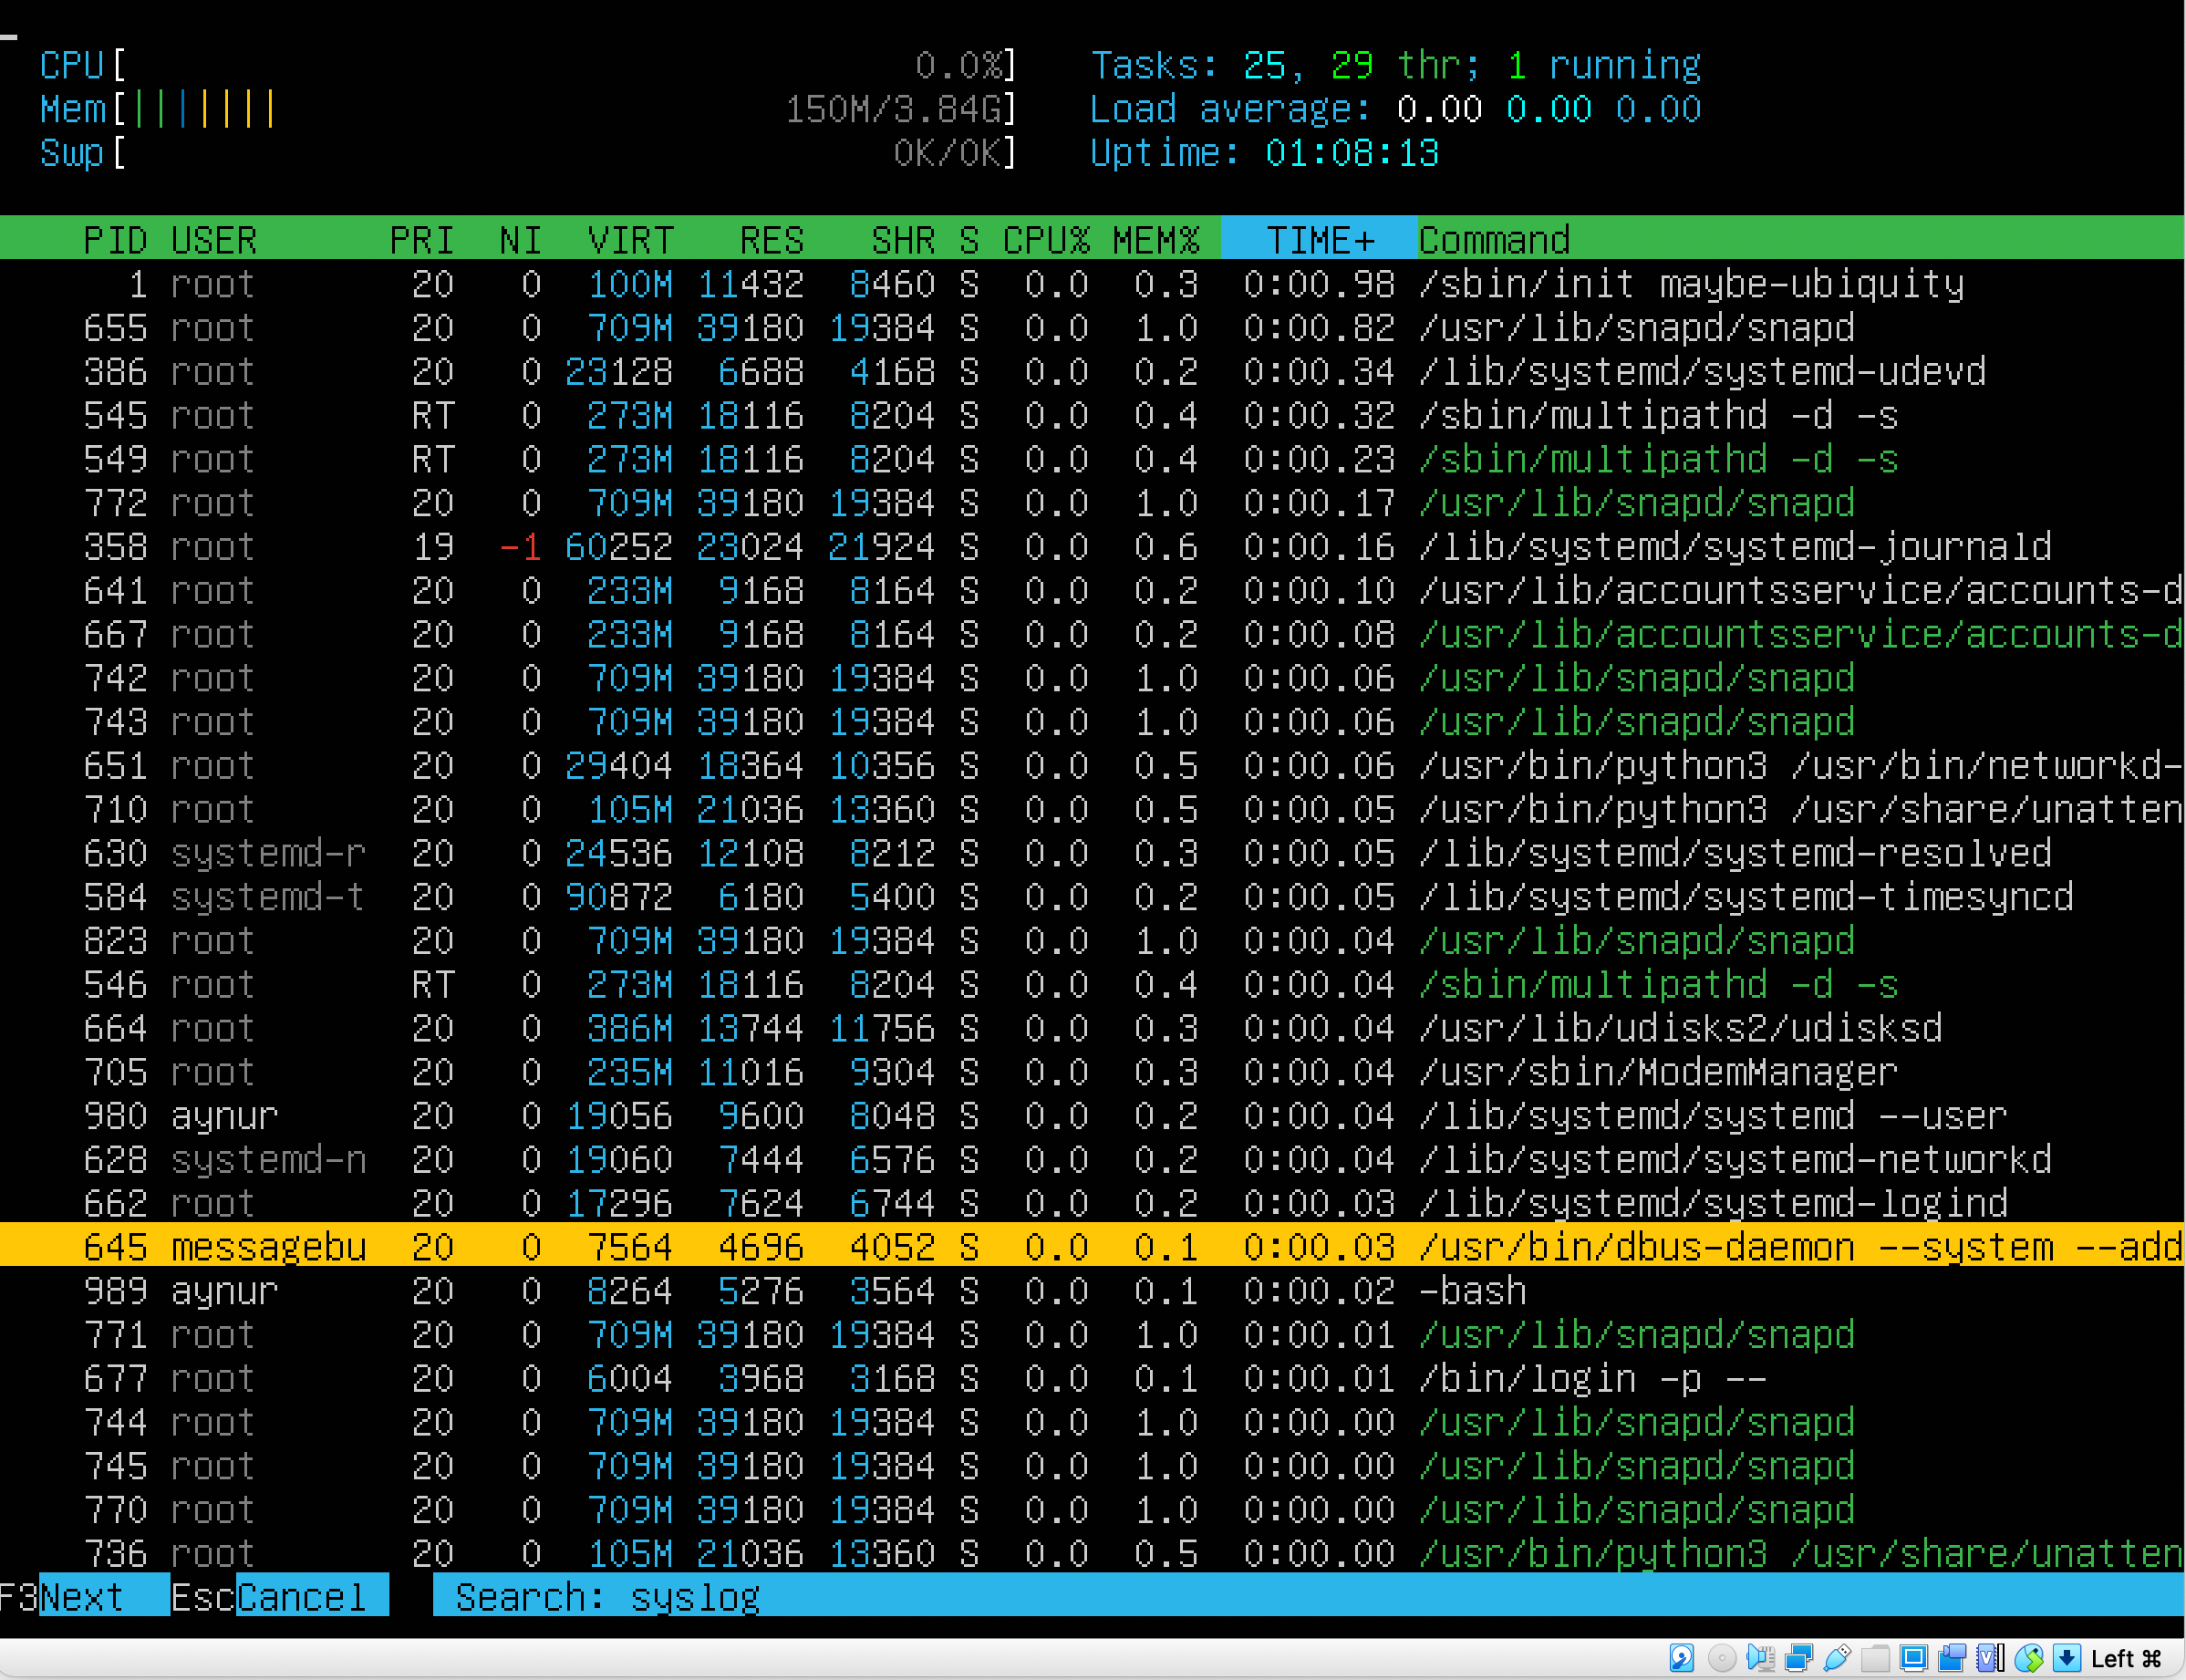 CPU[ 0.0%] Tasks: 25, 29 thr; 1 running
Mem[||||||| 150M/3.84G] Load average: 0.00 0.00 0.00
Swp[ 0K/0K] Uptime: 01:08:13
PID USER PRI NI VIRT RES SHR S CPU% MEM% TIME+ Command
1 root 20 0 100M 11432 8460 S 0.0 0.3 0:00.98 /sbin/init maybe-ubiquity
655 root 20 0 709M 39180 19384 S 0.0 1.0 0:00.82 /usr/lib/snapd/snapd
386 root 20 0 23128 6688 4168 S 0.0 0.2 0:00.34 /lib/systemd/systemd-udevd
545 root RT 0 273M 18116 8204 S 0.0 0.4 0:00.32 /sbin/multipathd -d -s
549 root RT 0 273M 18116 8204 S 0.0 0.4 0:00.23 /sbin/multipathd -d -s
772 root 20 0 709M 39180 19384 S 0.0 1.0 0:00.17 /usr/lib/snapd/snapd
358 root 19 -1 60252 23024 21924 S 0.0 0.6 0:00.16 /lib/systemd/systemd-journald
641 root 20 0 233M 9168 8164 S 0.0 0.2 0:00.10 /usr/lib/accountsservice/accounts-d
667 root 20 0 233M 9168 8164 S 0.0 0.2 0:00.08 /usr/lib/accountsservice/accounts-d
742 root 20 0 709M 39180 19384 S 0.0 1.0 0:00.06 /usr/lib/snapd/snapd
743 root 20 0 709M 39180 19384 S 0.0 1.0 0:00.06 /usr/lib/snapd/snapd
651 root 20 0 29404 18364 10356 S 0.0 0.5 0:00.06 /usr/bin/python3 /usr/bin/networkd-
710 root 20 0 105M 21036 13360 S 0.0 0.5 0:00.05 /usr/bin/python3 /usr/share/unatten
630 systemd-r 20 0 24536 12108 8212 S 0.0 0.3 0:00.05 /lib/systemd/systemd-resolved
584 systemd-t 20 0 90872 6180 5400 S 0.0 0.2 0:00.05 /lib/systemd/systemd-timesyncd
823 root 20 0 709M 39180 19384 S 0.0 1.0 0:00.04 /usr/lib/snapd/snapd
546 root RT 0 273M 18116 8204 S 0.0 0.4 0:00.04 /sbin/multipathd -d -s
664 root 20 0 386M 13744 11756 S 0.0 0.3 0:00.04 /usr/lib/udisks2/udisksd
705 root 20 0 235M 11016 9304 S 0.0 0.3 0:00.04 /usr/sbin/ModemManager
980 aynur 20 0 19056 9600 8048 S 0.0 0.2 0:00.04 /lib/systemd/systemd --user
628 systemd-n 20 0 19060 7444 6576 S 0.0 0.2 0:00.04 /lib/systemd/systemd-networkd
662 root 20 0 17296 7624 6744 S 0.0 0.2 0:00.03 /lib/systemd/systemd-logind
645 messagebu 20 0 7564 4696 4052 S 0.0 0.1 0:00.03 /usr/bin/dbus-daemon --system --add
989 aynur 20 0 8264 5276 3564 S 0.0 0.1 0:00.02 -bash
771 root 20 0 709M 39180 19384 S 0.0 1.0 0:00.01 /usr/lib/snapd/snapd
677 root 20 0 6004 3968 3168 S 0.0 0.1 0:00.01 /bin/login -p --
744 root 20 0 709M 39180 19384 S 0.0 1.0 0:00.00 /usr/lib/snapd/snapd
745 root 20 0 709M 39180 19384 S 0.0 1.0 0:00.00 /usr/lib/snapd/snapd
770 root 20 0 709M 39180 19384 S 0.0 1.0 0:00.00 /usr/lib/snapd/snapd
736 root 20 0 105M 21036 13360 S 0.0 0.5 0:00.00 /usr/bin/python3 /usr/share/unatten
F3Next EscCancel Search: syslog
Left ⌘